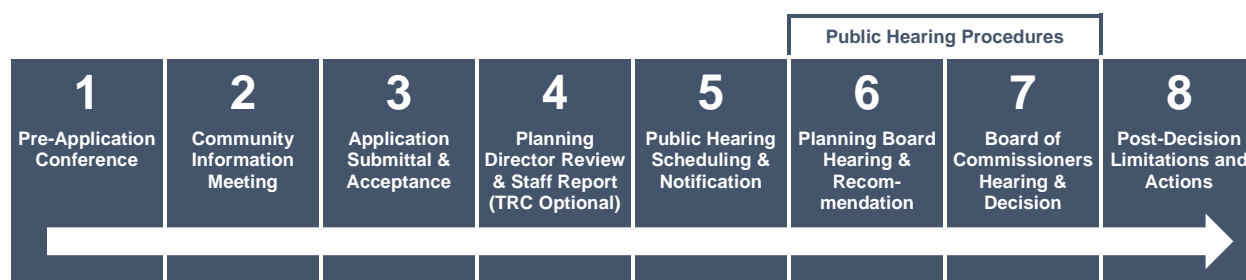 Public Hearing Procedures
1
Pre-Application
Conference
2
Community
Information
Meeting
3
Application
Submittal &
Acceptance
4
Planning
Director Review
& Staff Report
(TRC Optional)
5
Public Hearing
Scheduling &
Notification
6
Planning Board
Hearing &
Recom-
mendation
7
Board of
Commissioners
Hearing &
Decision
8
Post-Decision
Limitations and
Actions